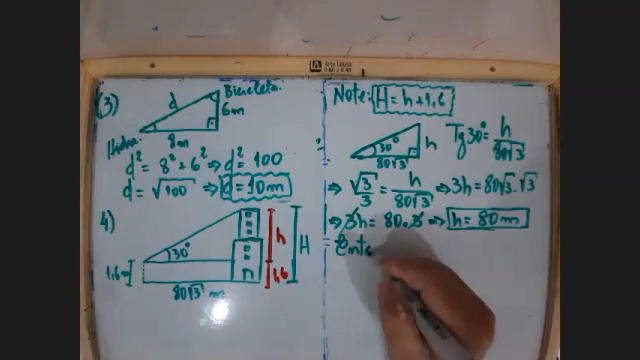 3)
d
Bicicleta
6m
8m
d² = 8² + 6² ⇒ d² = 100
d = √100 ⇒ d = 10m
4)
30°
1,6m
80√3 m
h
1,6
H
Note: H = h + 1,6
30°
80√3
h
Tg30° = h/80√3
⇒ √3/3 = h/80√3 ⇒ 3h = 80√3·√3
⇒ 3h = 80·3 ⇒ h = 80m